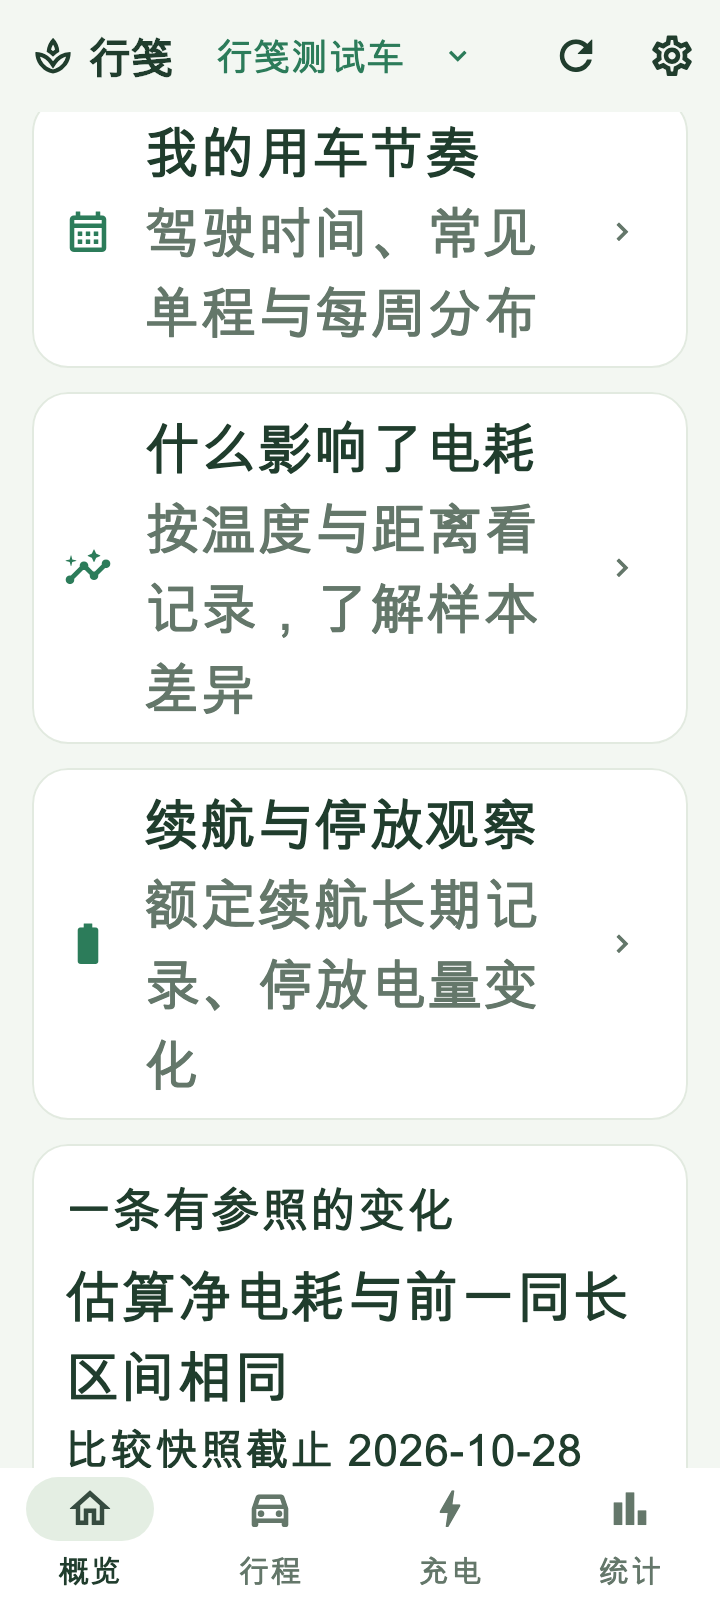 行笺 行笺测试车
我的用车节奏
驾驶时间、常见
单程与每周分布
什么影响了电耗
按温度与距离看
记录，了解样本
差异
续航与停放观察
额定续航长期记
录、停放电量变
化
一条有参照的变化
估算净电耗与前一同长
区间相同
比较快照截止 2026-10-28
概览 行程 充电 统计